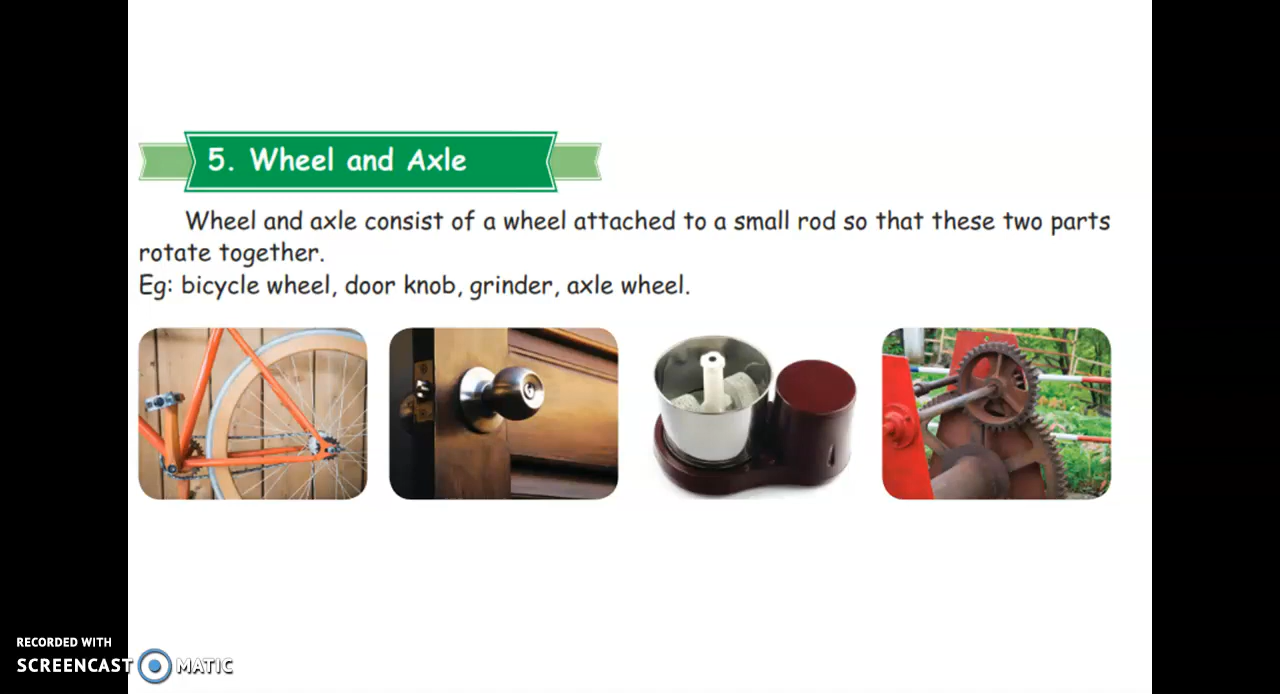 5. Wheel and Axle
Wheel and axle consist of a wheel attached to a small rod so that these two parts
rotate together.
Eg: bicycle wheel, door knob, grinder, axle wheel.
RECORDED WITH
SCREENCAST MATIC